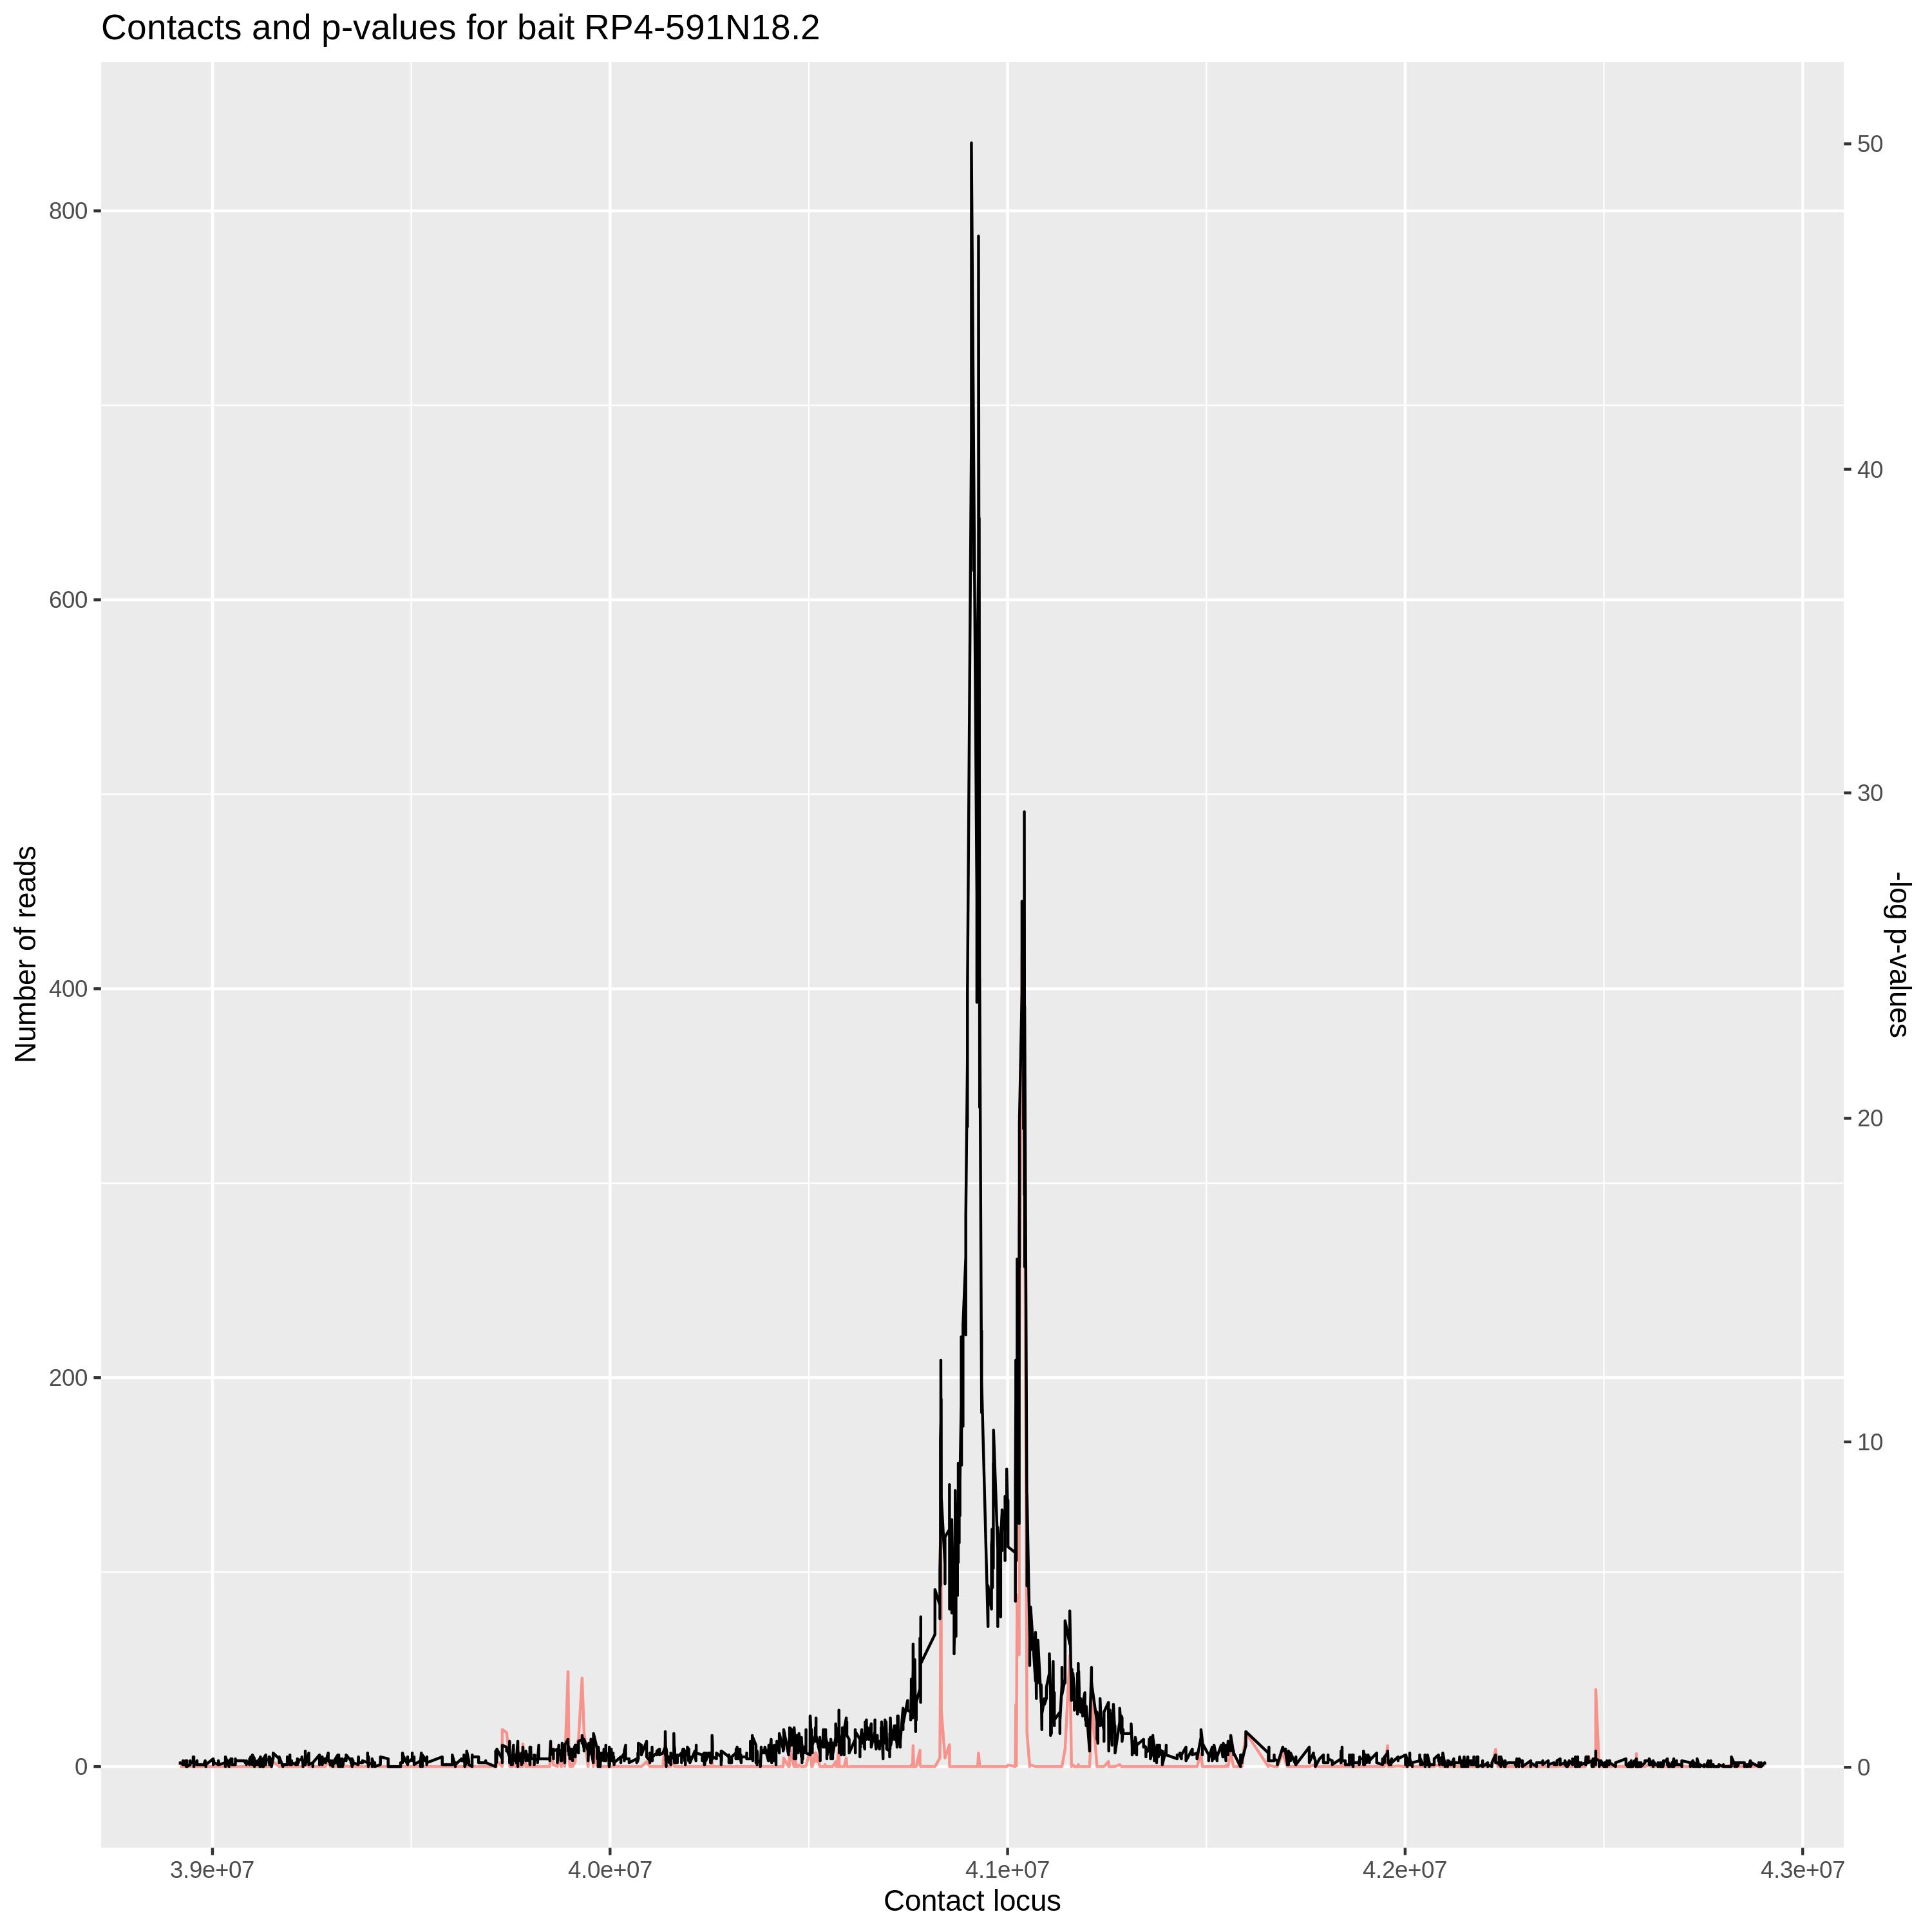 Contacts and p-values for bait RP4-591N18.2
Number of reads
800
600
400
200
0
50
40
30
20
10
0
-log p-values
3.9e+07 4.0e+07 4.1e+07 4.2e+07 4.3e+07
Contact locus